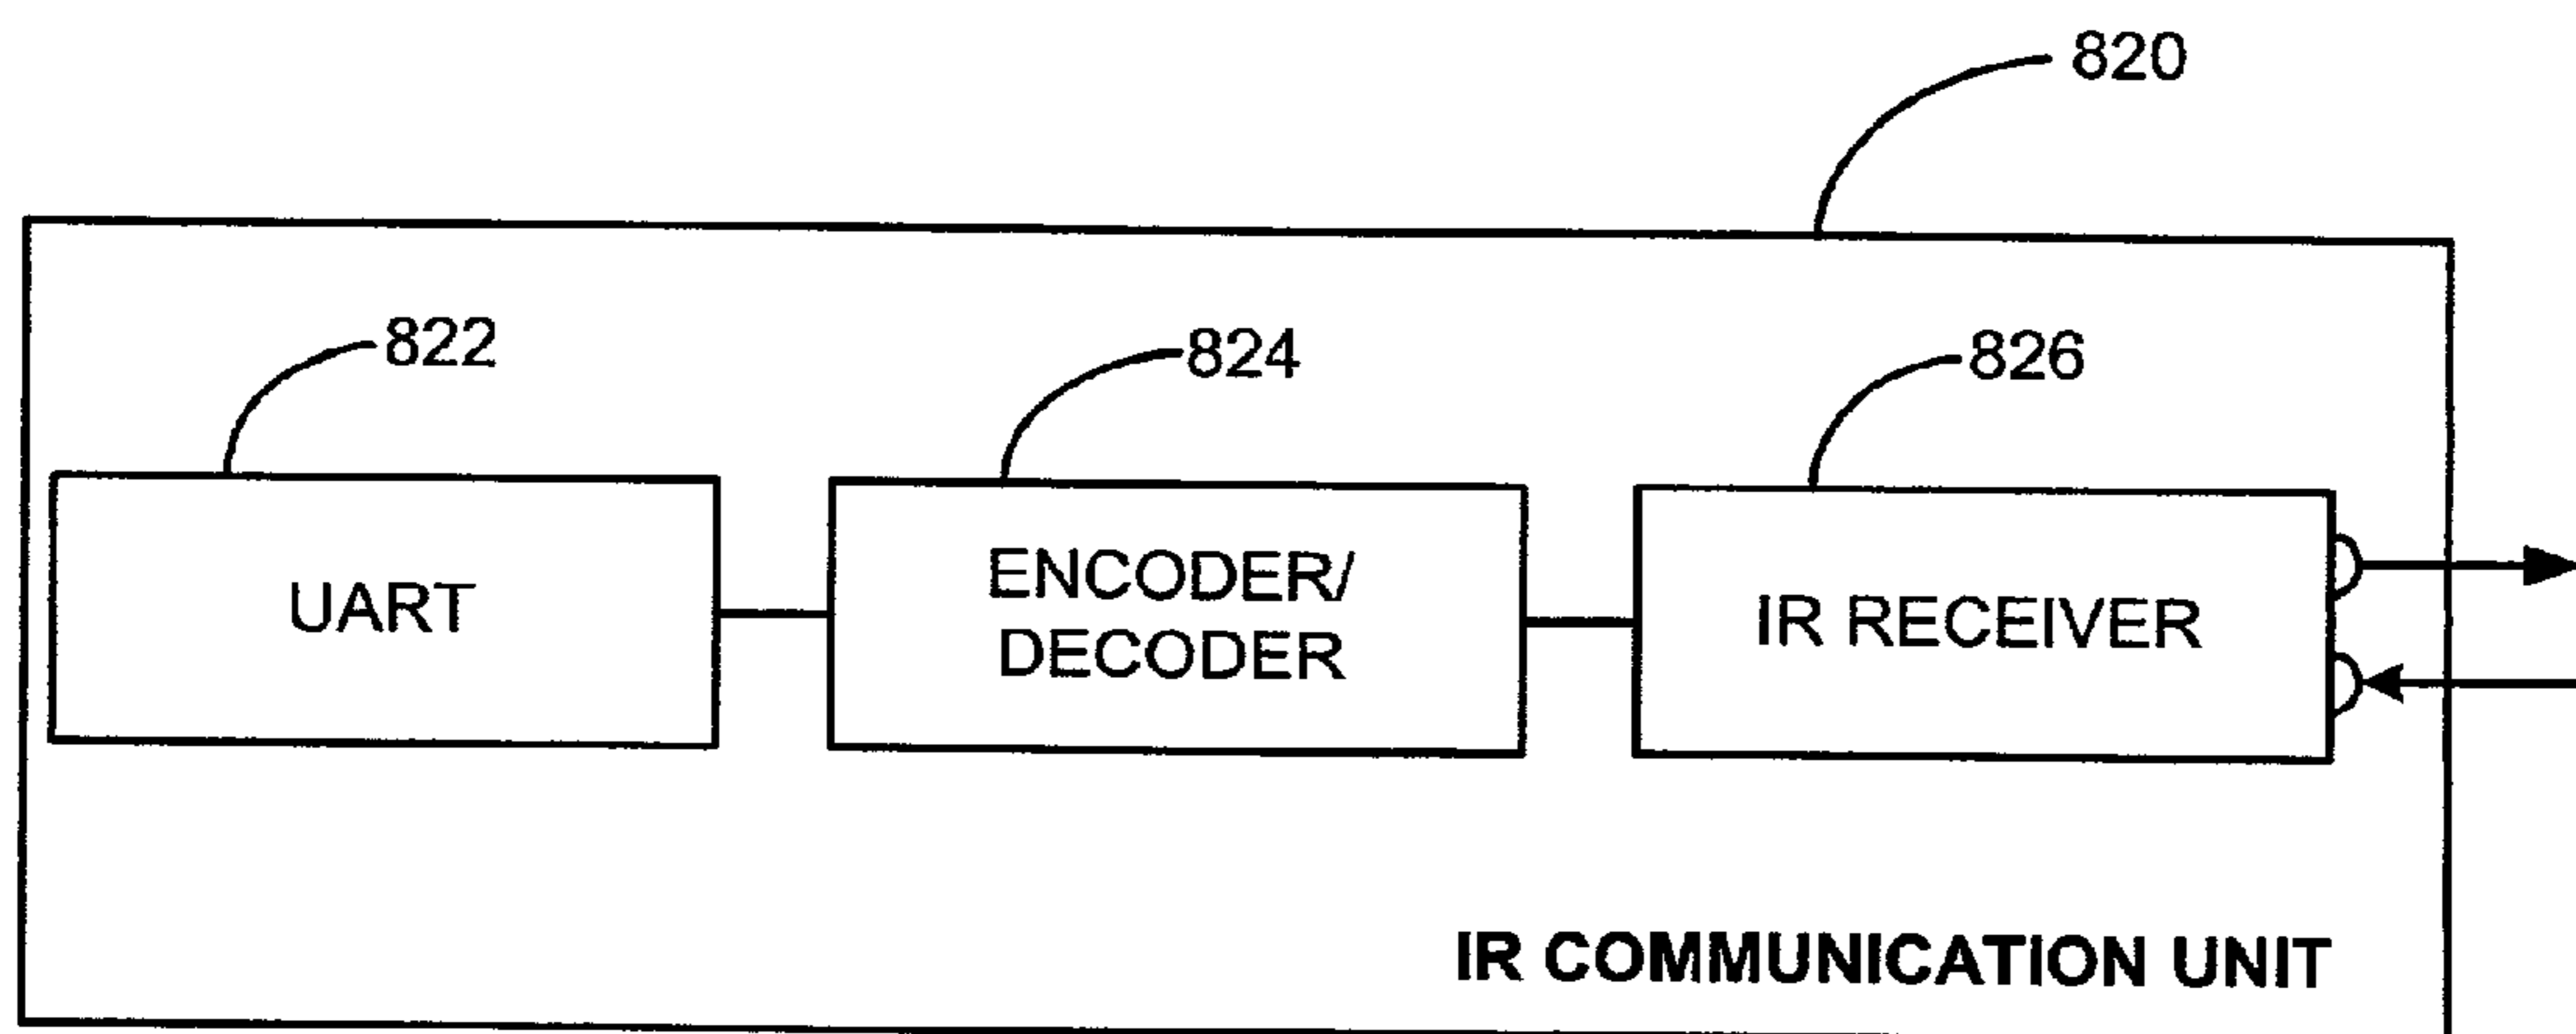 820
822
824
826
UART
ENCODER/
DECODER
IR RECEIVER
IR COMMUNICATION UNIT